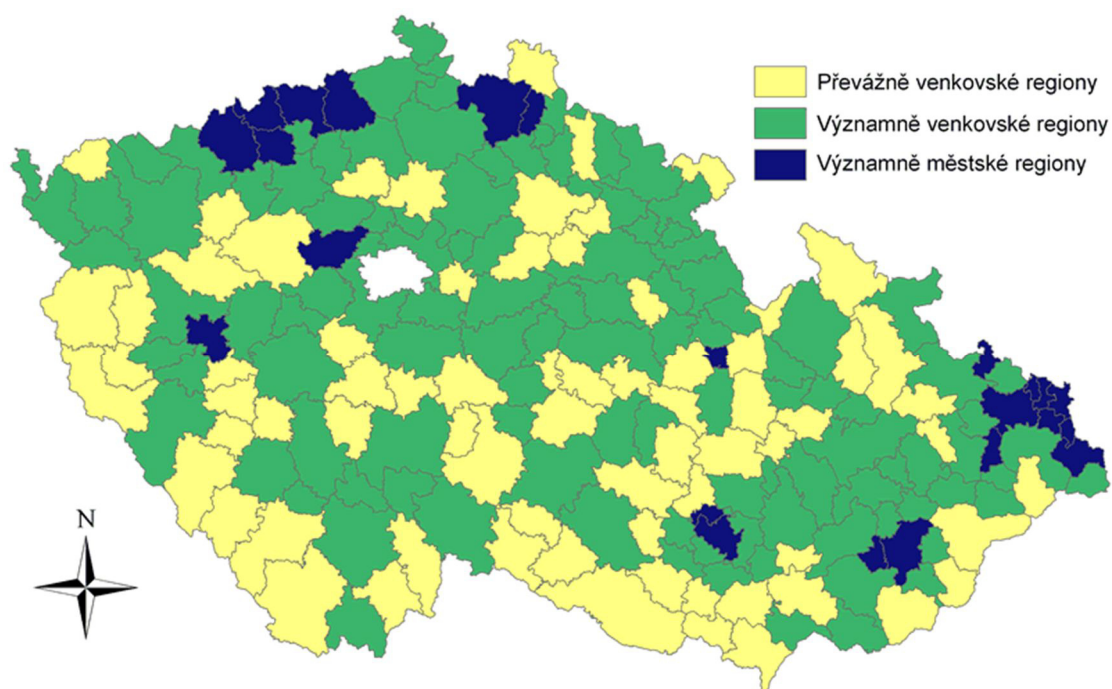 Převážně venkovské regiony
Významně venkovské regiony
Významně městské regiony
N